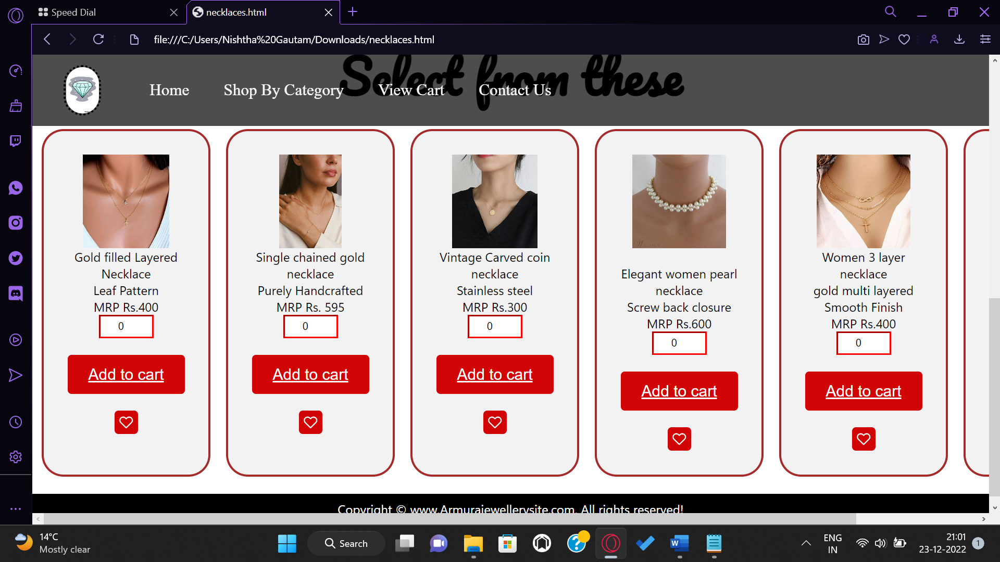 Speed Dial
necklaces.html
file:///C:/Users/Nishtha%20Gautam/Downloads/necklaces.html
Select from these
Home Shop By Category View Cart Contact Us
Gold filled Layered
Necklace
Leaf Pattern
MRP Rs.400
0
Add to cart
Single chained gold
necklace
Purely Handcrafted
MRP Rs. 595
0
Add to cart
Vintage Carved coin
necklace
Stainless steel
MRP Rs.300
0
Add to cart
Elegant women pearl
necklace
Screw back closure
MRP Rs.600
0
Add to cart
Women 3 layer
necklace
gold multi layered
Smooth Finish
MRP Rs.400
0
Add to cart
Copyright © www.Armurajewellerysite.com. All rights reserved!
14°C
Mostly clear
Search
ENG
IN
21:01
23-12-2022
1